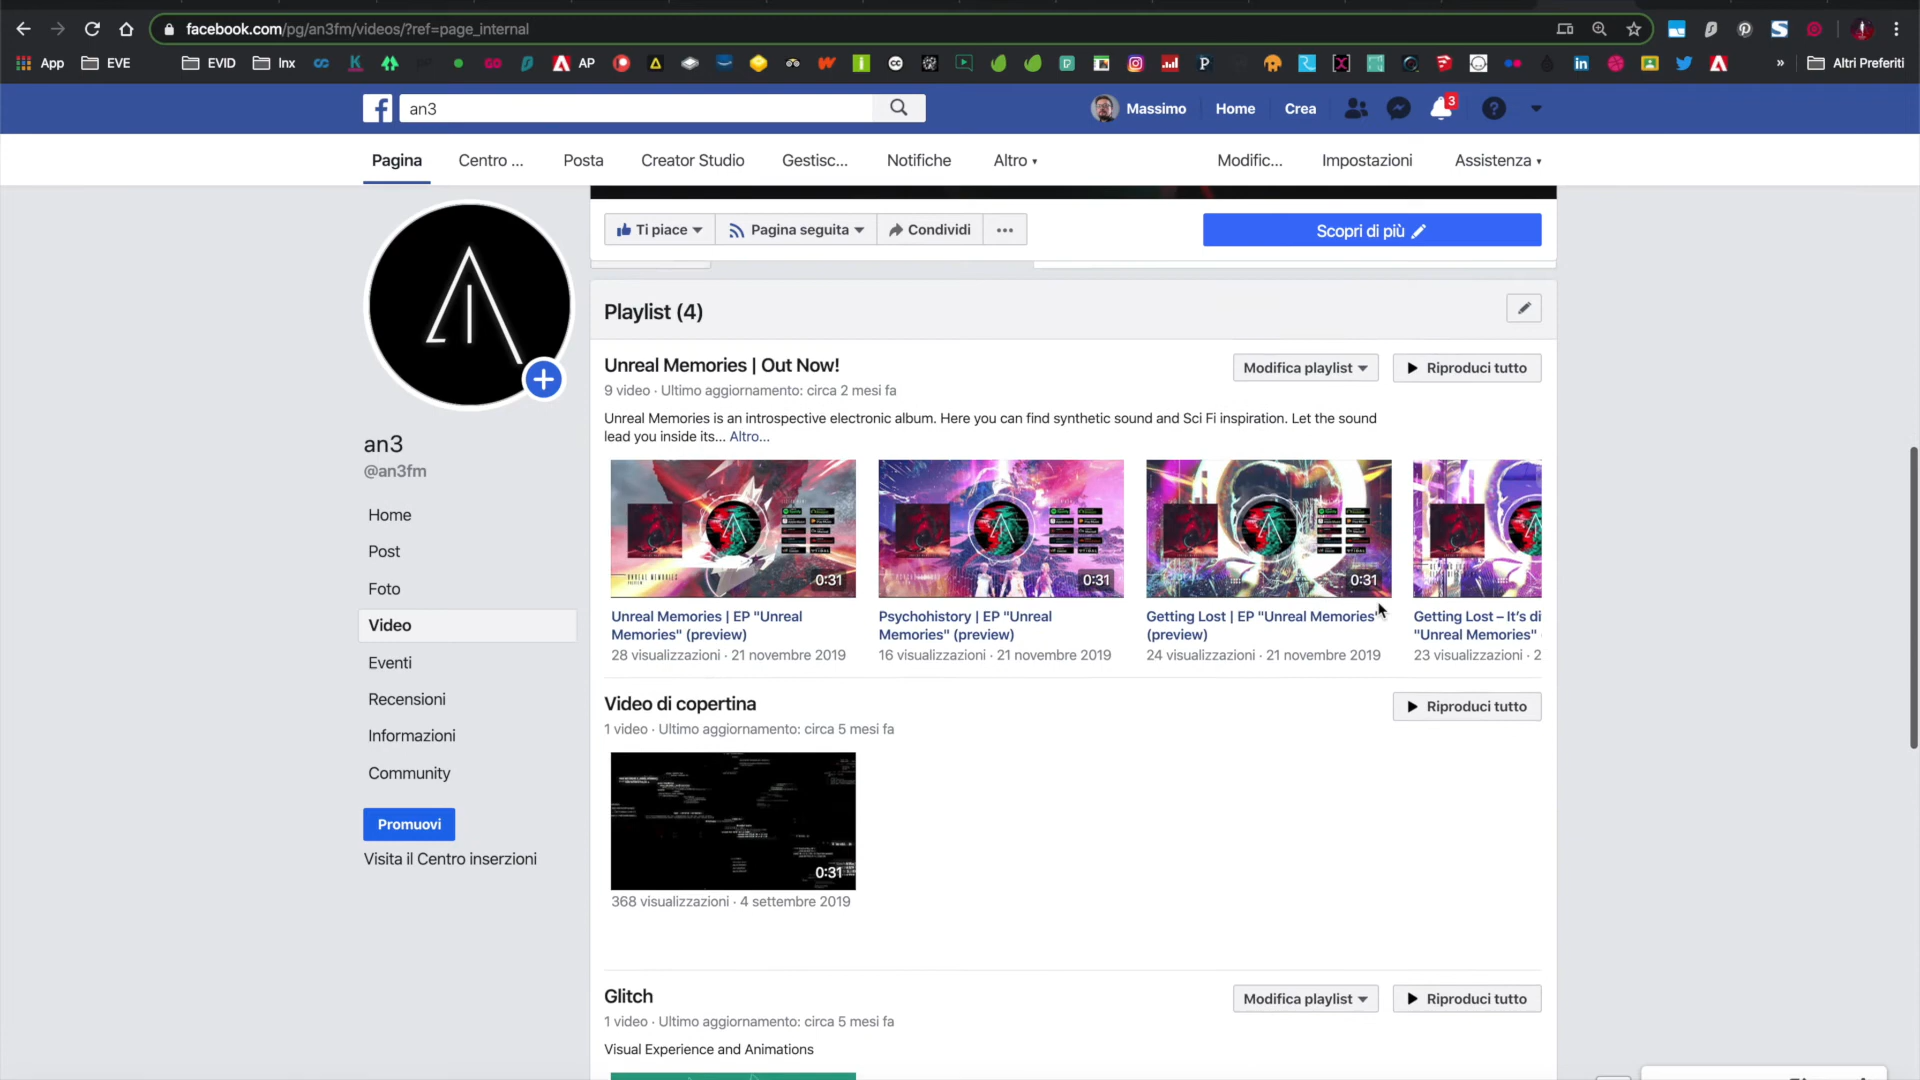 facebook.com/pg/an3fm/videos/?ref=page_internal
App
EVE
EVID
Inx
AP
Altri Preferiti
an3
Massimo
Home
Crea
3
Pagina
Centro ...
Posta
Creator Studio
Gestisc...
Notifiche
Altro
Modific...
Impostazioni
Assistenza
Ti piace
Pagina seguita
Condividi
Scopri di più
an3
@an3fm
Home
Post
Foto
Video
Eventi
Recensioni
Informazioni
Community
Promuovi
Visita il Centro inserzioni
Playlist (4)
Unreal Memories | Out Now!
Modifica playlist
Riproduci tutto
9 video · Ultimo aggiornamento: circa 2 mesi fa
Unreal Memories is an introspective electronic album. Here you can find synthetic sound and Sci Fi inspiration. Let the sound
lead you inside its... Altro...
0:31
0:31
0:31
Unreal Memories | EP "Unreal
Memories" (preview)
28 visualizzazioni · 21 novembre 2019
Psychohistory | EP "Unreal
Memories" (preview)
16 visualizzazioni · 21 novembre 2019
Getting Lost | EP "Unreal Memories"
(preview)
24 visualizzazioni · 21 novembre 2019
Getting Lost – It's di
"Unreal Memories"
23 visualizzazioni · 2
Video di copertina
Riproduci tutto
1 video · Ultimo aggiornamento: circa 5 mesi fa
0:31
368 visualizzazioni · 4 settembre 2019
Glitch
Modifica playlist
Riproduci tutto
1 video · Ultimo aggiornamento: circa 5 mesi fa
Visual Experience and Animations